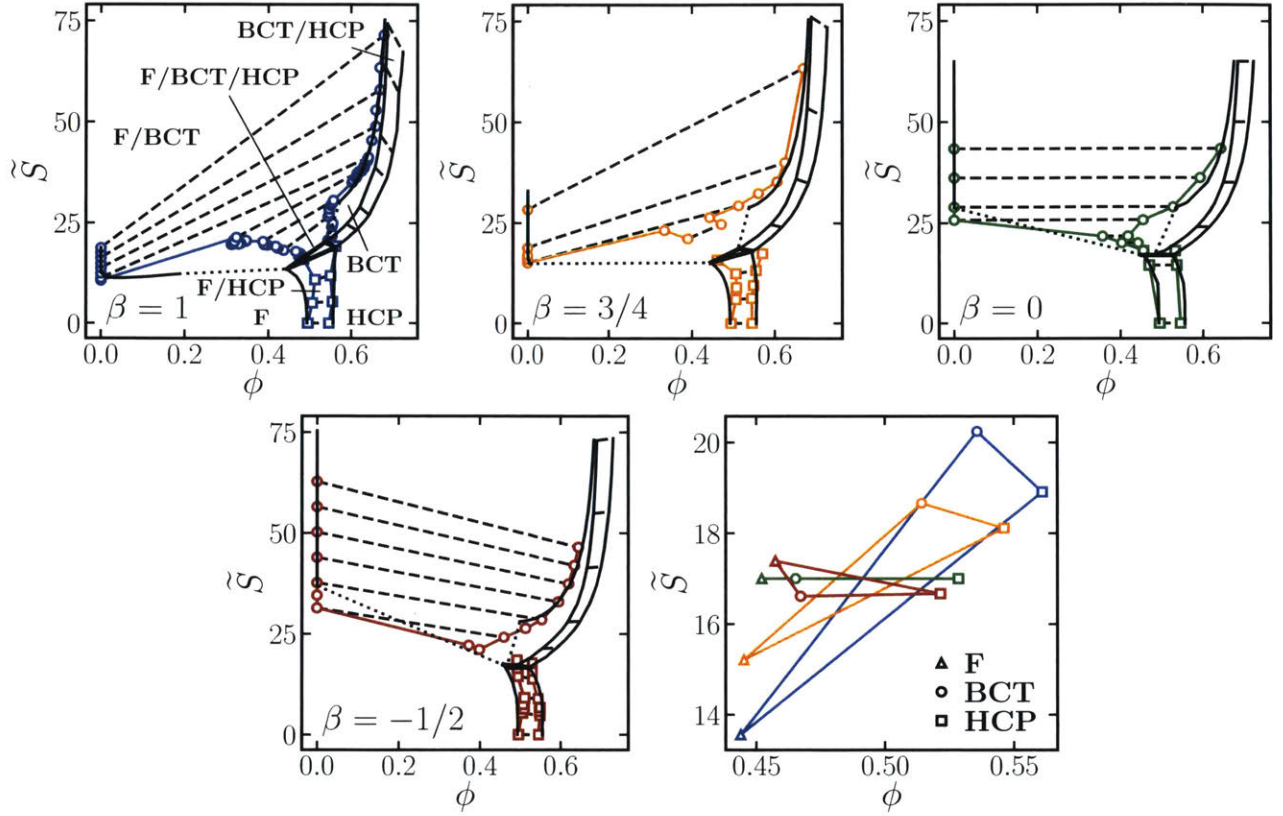 75
50
25
0
S̃
BCT/HCP
F/BCT/HCP
F/BCT
BCT
F/HCP
F
HCP
β = 1
0.0 0.2 0.4 0.6
ϕ
75
50
25
0
S̃
β = 3/4
0.0 0.2 0.4 0.6
ϕ
75
50
25
0
S̃
β = 0
0.0 0.2 0.4 0.6
ϕ
75
50
25
0
S̃
β = −1/2
0.0 0.2 0.4 0.6
ϕ
20
18
16
14
S̃
F
BCT
HCP
0.45 0.50 0.55
ϕ